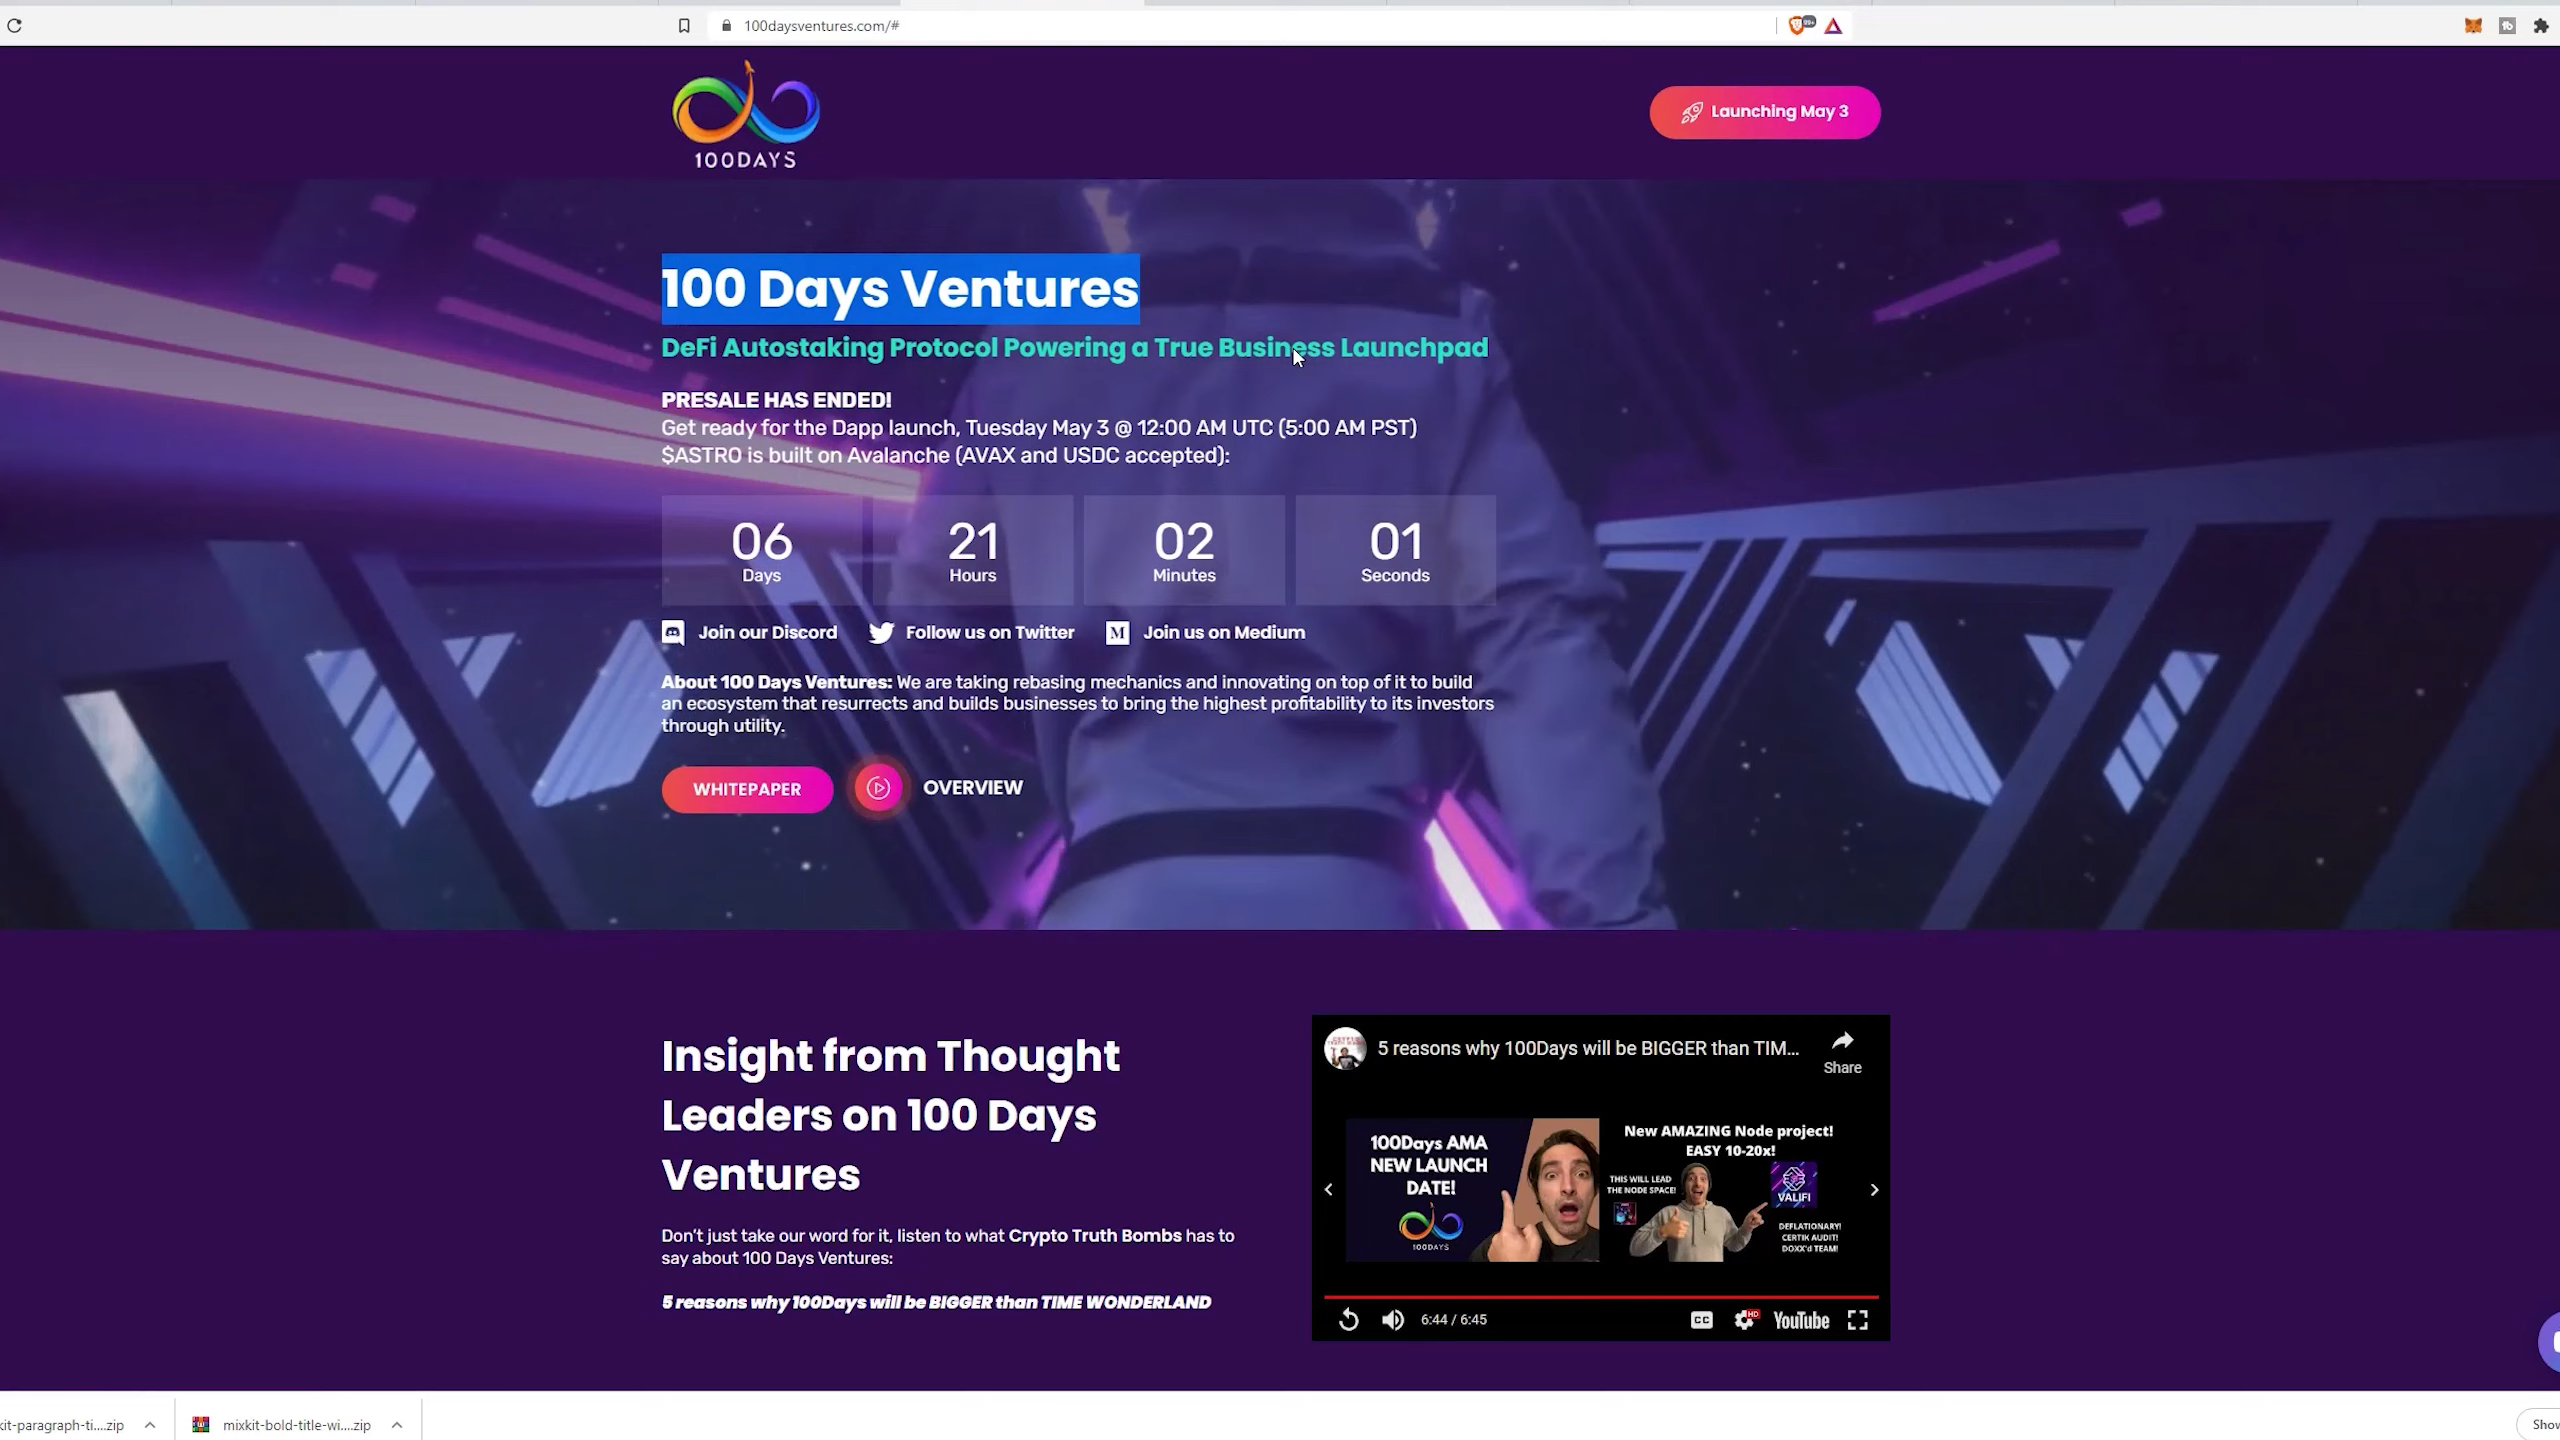 100daysventures.com/#
100DAYS
Launching May 3
100 Days Ventures
DeFi Autostaking Protocol Powering a True Business Launchpad
PRESALE HAS ENDED!
Get ready for the Dapp launch, Tuesday May 3 @ 12:00 AM UTC (5:00 AM PST)
$ASTRO is built on Avalanche (AVAX and USDC accepted):
06 21 02 01
Days Hours Minutes Seconds
Join our Discord Follow us on Twitter M Join us on Medium
About 100 Days Ventures: We are taking rebasing mechanics and innovating on top of it to build
an ecosystem that resurrects and builds businesses to bring the highest profitability to its investors
through utility.
WHITEPAPER OVERVIEW
Insight from Thought
Leaders on 100 Days
Ventures
Don't just take our word for it, listen to what Crypto Truth Bombs has to
say about 100 Days Ventures:
5 reasons why 100Days will be BIGGER than TIME WONDERLAND
5 reasons why 100Days will be BIGGER than TIM...
Share
100Days AMA
NEW LAUNCH
DATE!
100DAYS
New AMAZING Node project!
EASY 10-20x!
THIS WILL LEAD
THE NODE SPACE!
VALIFI
DEFLATIONARY!
CERTIK AUDIT!
DOXX'd TEAM!
6:44 / 6:45
CC HD YouTube
kit-paragraph-ti....zip mixkit-bold-title-wi....zip Show